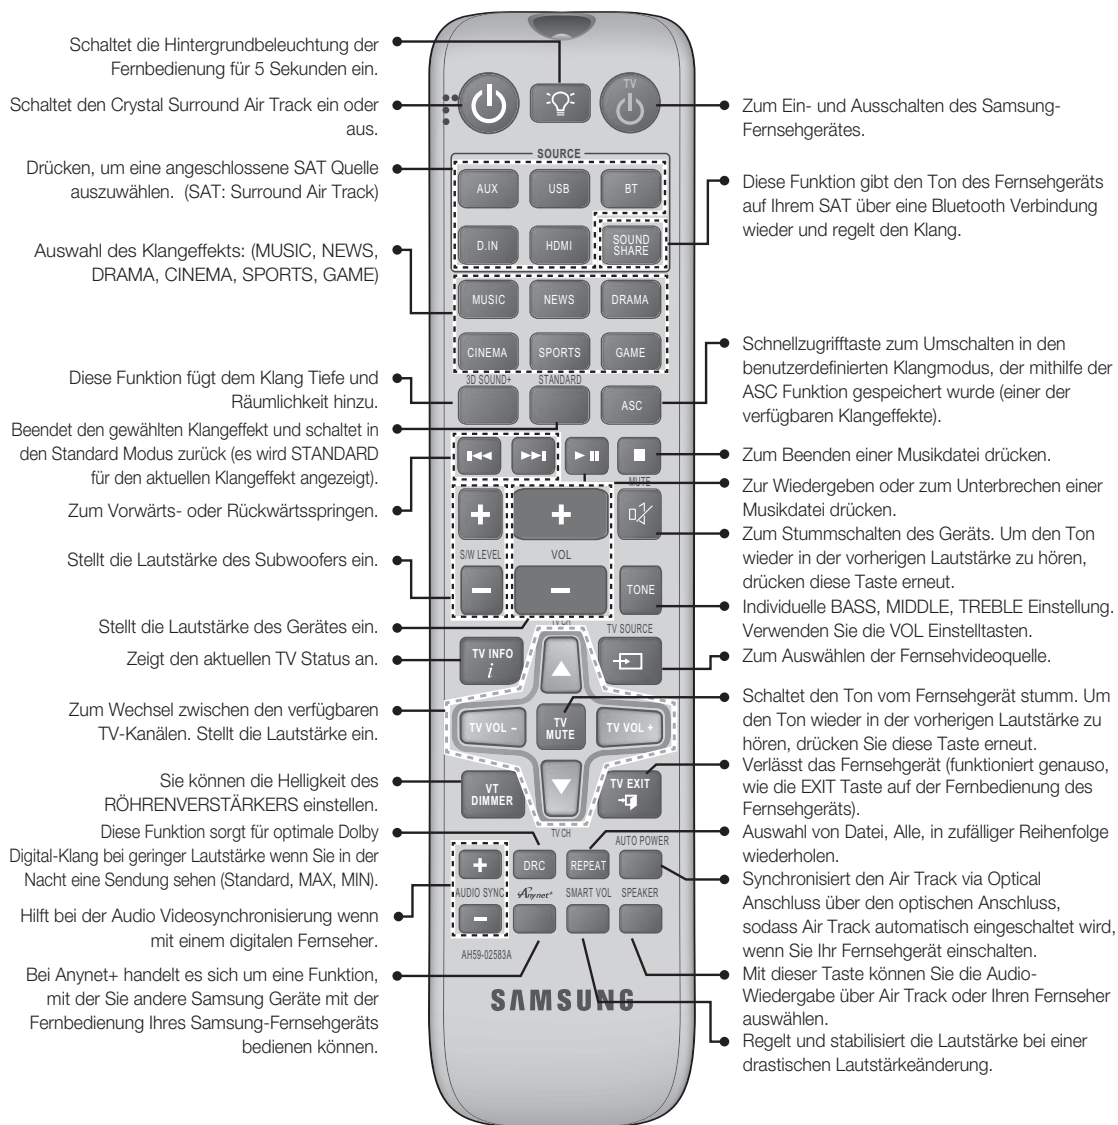 Schaltet die Hintergrundbeleuchtung der
Fernbedienung für 5 Sekunden ein.
Schaltet den Crystal Surround Air Track ein oder
aus.
Drücken, um eine angeschlossene SAT Quelle
auszuwählen. (SAT: Surround Air Track)
Auswahl des Klangeffekts: (MUSIC, NEWS,
DRAMA, CINEMA, SPORTS, GAME)
Diese Funktion fügt dem Klang Tiefe und
Räumlichkeit hinzu.
Beendet den gewählten Klangeffekt und schaltet in
den Standard Modus zurück (es wird STANDARD
für den aktuellen Klangeffekt angezeigt).
Zum Vorwärts- oder Rückwärtsspringen.
Stellt die Lautstärke des Subwoofers ein.
Stellt die Lautstärke des Gerätes ein.
Zeigt den aktuellen TV Status an.
Zum Wechsel zwischen den verfügbaren
TV-Kanälen. Stellt die Lautstärke ein.
Sie können die Helligkeit des
RÖHRENVERSTÄRKERS einstellen.
Diese Funktion sorgt für optimale Dolby
Digital-Klang bei geringer Lautstärke wenn Sie in der
Nacht eine Sendung sehen (Standard, MAX, MIN).
Hilft bei der Audio Videosynchronisierung wenn
mit einem digitalen Fernseher.
Bei Anynet+ handelt es sich um eine Funktion,
mit der Sie andere Samsung Geräte mit der
Fernbedienung Ihres Samsung-Fernsehgeräts
bedienen können.
TV
SOURCE
AUX
USB
BT
D.IN
HDMI
SOUND
SHARE
MUSIC
NEWS
DRAMA
CINEMA
SPORTS
GAME
3D SOUND+
STANDARD
ASC
MUTE
S/W LEVEL
VOL
TONE
TV CH
TV SOURCE
TV INFO
i
TV VOL −
TV
MUTE
TV VOL +
VT
DIMMER
TV EXIT
TV CH
AUTO POWER
DRC
REPEAT
AUDIO SYNC
Anynet+
SMART VOL
SPEAKER
AH59-02583A
SAMSUNG
Zum Ein- und Ausschalten des Samsung-
Fernsehgerätes.
Diese Funktion gibt den Ton des Fernsehgeräts
auf Ihrem SAT über eine Bluetooth Verbindung
wieder und regelt den Klang.
Schnellzugrifftaste zum Umschalten in den
benutzerdefinierten Klangmodus, der mithilfe der
ASC Funktion gespeichert wurde (einer der
verfügbaren Klangeffekte).
Zum Beenden einer Musikdatei drücken.
Zur Wiedergeben oder zum Unterbrechen einer
Musikdatei drücken.
Zum Stummschalten des Geräts. Um den Ton
wieder in der vorherigen Lautstärke zu hören,
drücken diese Taste erneut.
Individuelle BASS, MIDDLE, TREBLE Einstellung.
Verwenden Sie die VOL Einstelltasten.
Zum Auswählen der Fernsehvideoquelle.
Schaltet den Ton vom Fernsehgerät stumm. Um
den Ton wieder in der vorherigen Lautstärke zu
hören, drücken Sie diese Taste erneut.
Verlässt das Fernsehgerät (funktioniert genauso,
wie die EXIT Taste auf der Fernbedienung des
Fernsehgeräts).
Auswahl von Datei, Alle, in zufälliger Reihenfolge
wiederholen.
Synchronisiert den Air Track via Optical
Anschluss über den optischen Anschluss,
sodass Air Track automatisch eingeschaltet wird,
wenn Sie Ihr Fernsehgerät einschalten.
Mit dieser Taste können Sie die Audio-
Wiedergabe über Air Track oder Ihren Fernseher
auswählen.
Regelt und stabilisiert die Lautstärke bei einer
drastischen Lautstärkeänderung.